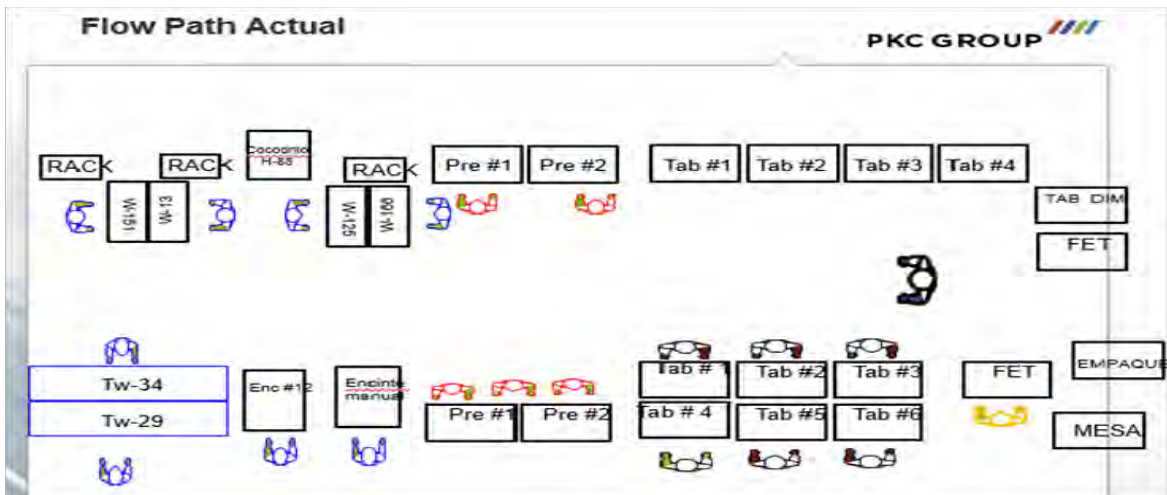 Flow Path Actual
PKC GROUP
RACK
RACK
Cocodrilo
H-88
RACK
Pre #1
Pre #2
Tab #1
Tab #2
Tab #3
Tab #4
W-151
W-13
W-125
W-199
TAB DIM
FET
Tw-34
Tw-29
Enc #12
Encinte
manual
Pre #1
Pre #2
Tab # 1
Tab #2
Tab #3
Tab # 4
Tab #5
Tab #6
FET
EMPAQUE
MESA